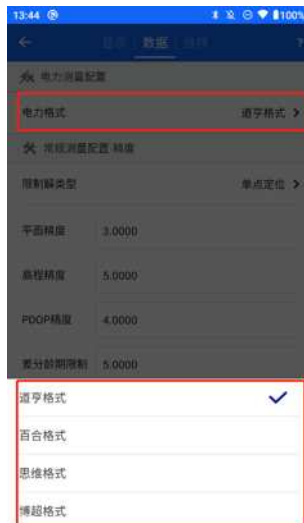 13:44 100%
显示 数据 选择 ?
电力测量配置
电力格式 道亨格式
常规测量配置-精度
限制解类型 单点定位
平面精度 3.0000
高程精度 5.0000
PDOP精度 4.0000
差分龄期限制 5.0000
道亨格式
百合格式
思维格式
博超格式